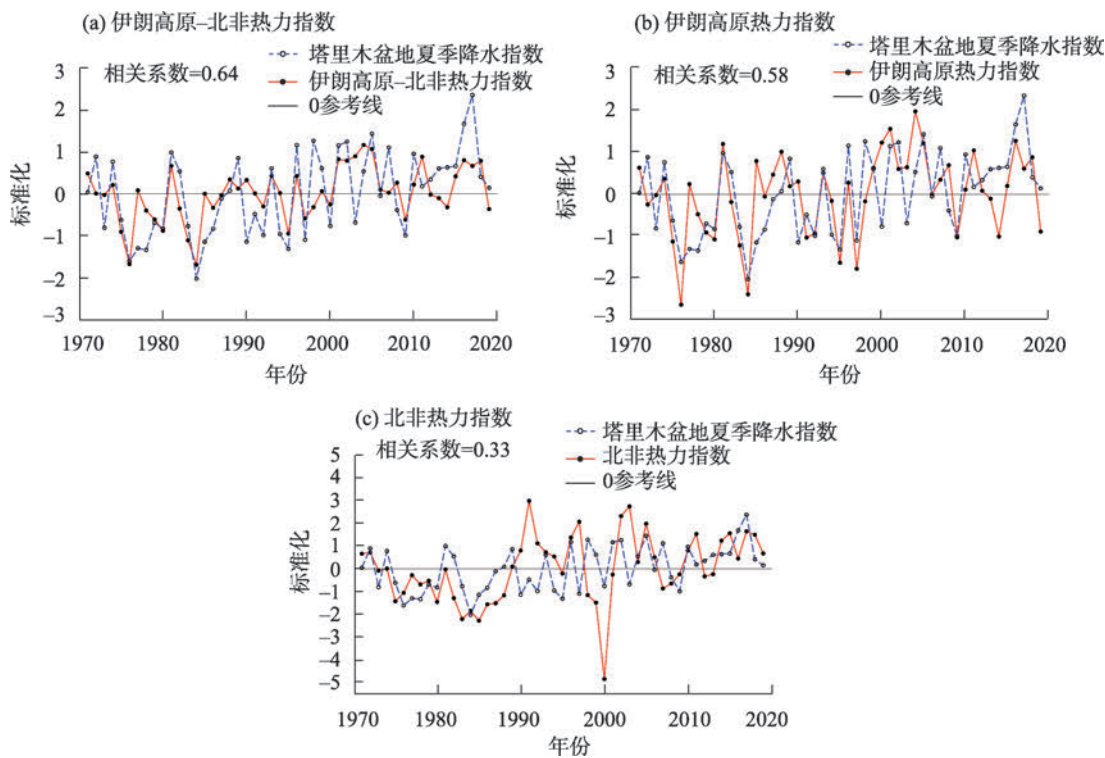 (a) 伊朗高原–北非热力指数
塔里木盆地夏季降水指数
相关系数=0.64
伊朗高原–北非热力指数
0参考线
标准化
3
2
1
0
–1
–2
–3
1970 1980 1990 2000 2010 2020
年份
(b) 伊朗高原热力指数
塔里木盆地夏季降水指数
相关系数=0.58
伊朗高原热力指数
0参考线
标准化
3
2
1
0
–1
–2
–3
1970 1980 1990 2000 2010 2020
年份
(c) 北非热力指数
塔里木盆地夏季降水指数
相关系数=0.33
北非热力指数
0参考线
标准化
5
4
3
2
1
0
–1
–2
–3
–4
–5
1970 1980 1990 2000 2010 2020
年份